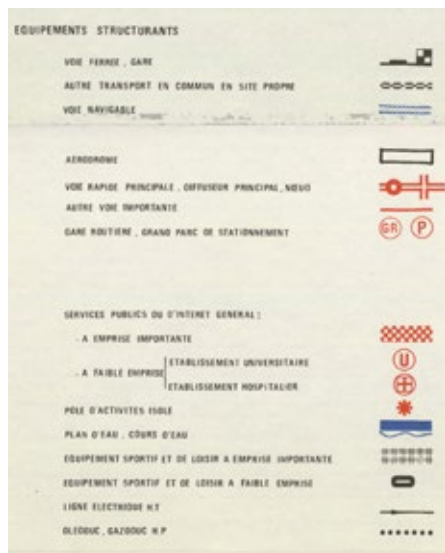 EQUIPEMENTS STRUCTURANTS
VOIE FERREE, GARE
AUTRE TRANSPORT EN COMMUN EN SITE PROPRE
VOIE NAVIGABLE
AERODROME
VOIE RAPIDE PRINCIPALE, DIFFUSEUR PRINCIPAL, NŒUD
AUTRE VOIE IMPORTANTE
GARE ROUTIERE, GRAND PARC DE STATIONNEMENT GR P
SERVICES PUBLICS OU D'INTERET GENERAL:
- A EMPRISE IMPORTANTE
ETABLISSEMENT UNIVERSITAIRE U
- A FAIBLE EMPRISE
ETABLISSEMENT HOSPITALIER
POLE D'ACTIVITES ISOLE
PLAN D'EAU, COURS D'EAU
EQUIPEMENT SPORTIF ET DE LOISIR A EMPRISE IMPORTANTE
EQUIPEMENT SPORTIF ET DE LOISIR A FAIBLE EMPRISE
LIGNE ELECTRIQUE H.T
OLEODUC, GAZODUC H.P